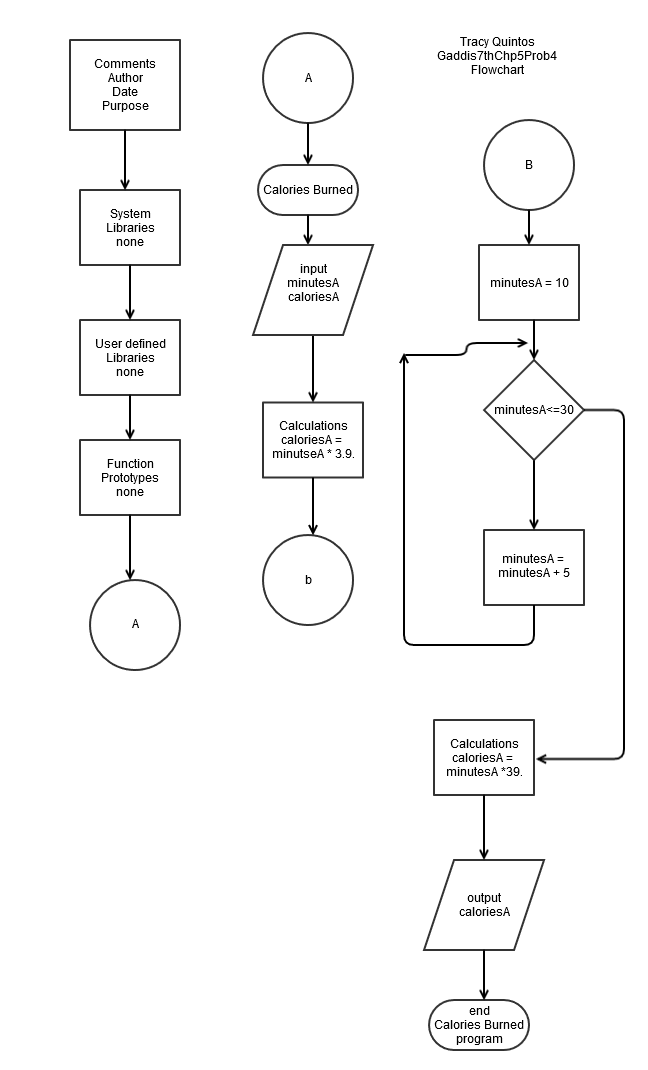 Comments
Author
Date
Purpose
System
Libraries
none
User defined
Libraries
none
Function
Prototypes
none
A
A
Calories Burned
input
minutesA
caloriesA
Calculations
caloriesA =
minutseA * 3.9.
b
Tracy Quintos
Gaddis7thChp5Prob4
Flowchart
B
minutesA = 10
minutesA<=30
minutesA =
minutesA + 5
Calculations
caloriesA =
minutesA *39.
output
caloriesA
end
Calories Burned
program